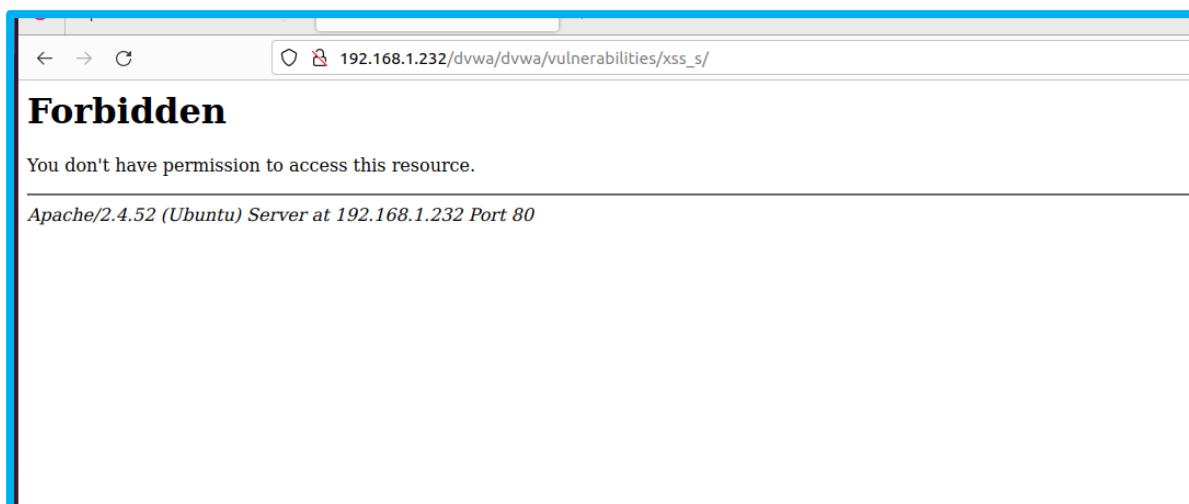 192.168.1.232/dvwa/dvwa/vulnerabilities/xss_s/
Forbidden
You don't have permission to access this resource.
Apache/2.4.52 (Ubuntu) Server at 192.168.1.232 Port 80